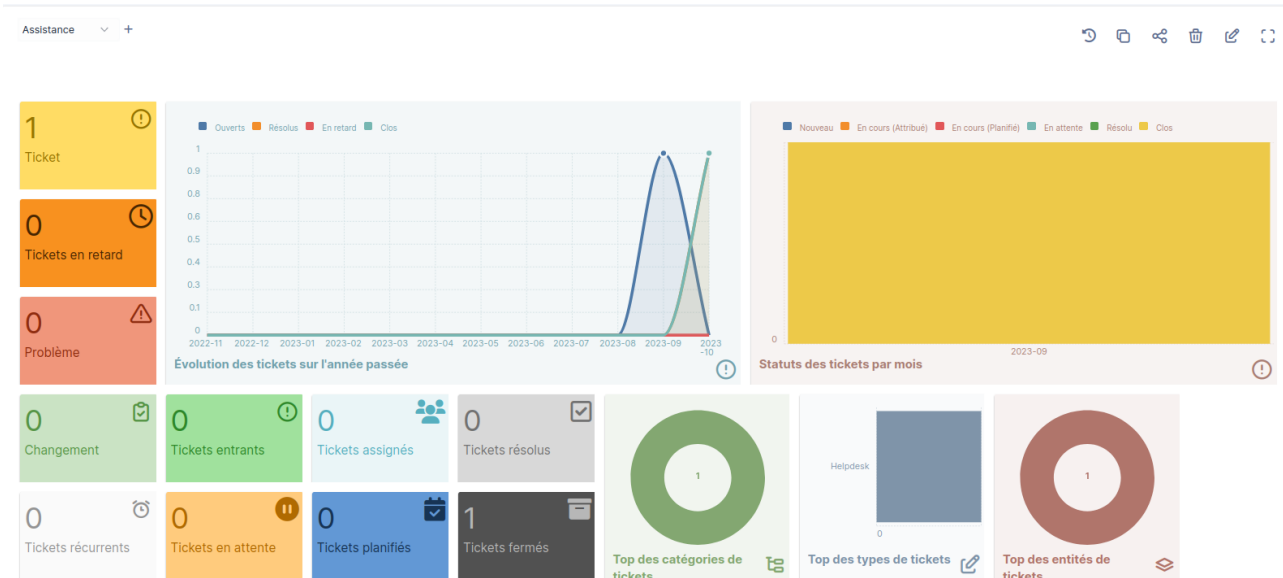 Assistance
1
Ticket
0
Tickets en retard
0
Problème
Ouverts Résolus En retard Clos
1
0.9
0.8
0.6
0.5
0.4
0.3
0.1
0
2022-11 2022-12 2023-01 2023-02 2023-03 2023-04 2023-05 2023-06 2023-07 2023-08 2023-09 2023
-10
Évolution des tickets sur l'année passée
Nouveau En cours (Attribué) En cours (Planifié) En attente Résolu Clos
0
2023-09
Statuts des tickets par mois
0
Changement
0
Tickets entrants
0
Tickets assignés
0
Tickets résolus
0
Tickets récurrents
0
Tickets en attente
0
Tickets planifiés
1
Tickets fermés
1
Top des catégories de
tickets
Helpdesk
0
Top des types de tickets
1
Top des entités de
tickets